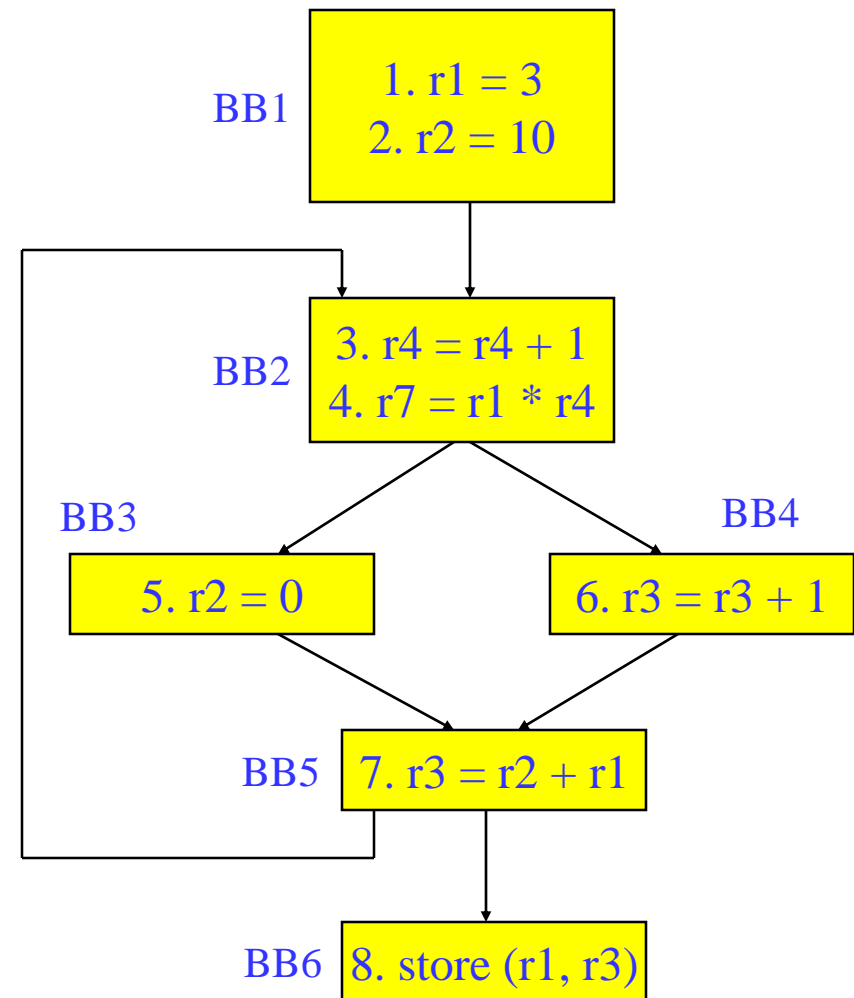 BB1
1. r1 = 3
2. r2 = 10
BB2
3. r4 = r4 + 1
4. r7 = r1 * r4
BB3
BB4
5. r2 = 0
6. r3 = r3 + 1
BB5
7. r3 = r2 + r1
BB6
8. store (r1, r3)